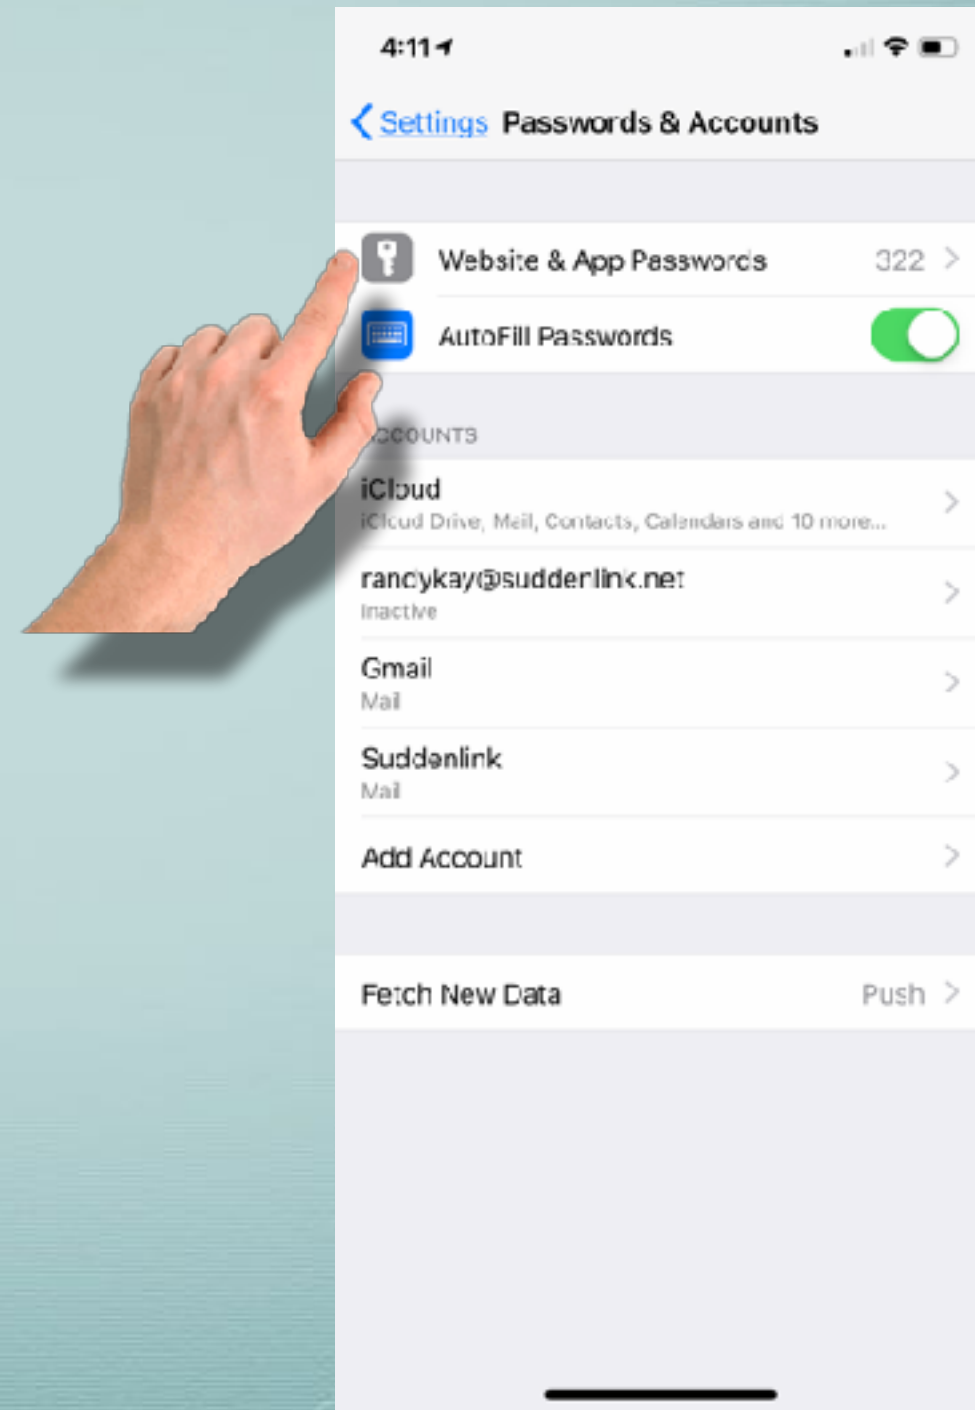 4:11
Settings Passwords & Accounts
Website & App Passwords 322
AutoFill Passwords
ACCOUNTS
iCloud
iCloud Drive, Mail, Contacts, Calendars and 10 more...
randykay@suddenlink.net
Inactive
Gmail
Mail
Suddenlink
Mail
Add Account
Fetch New Data Push